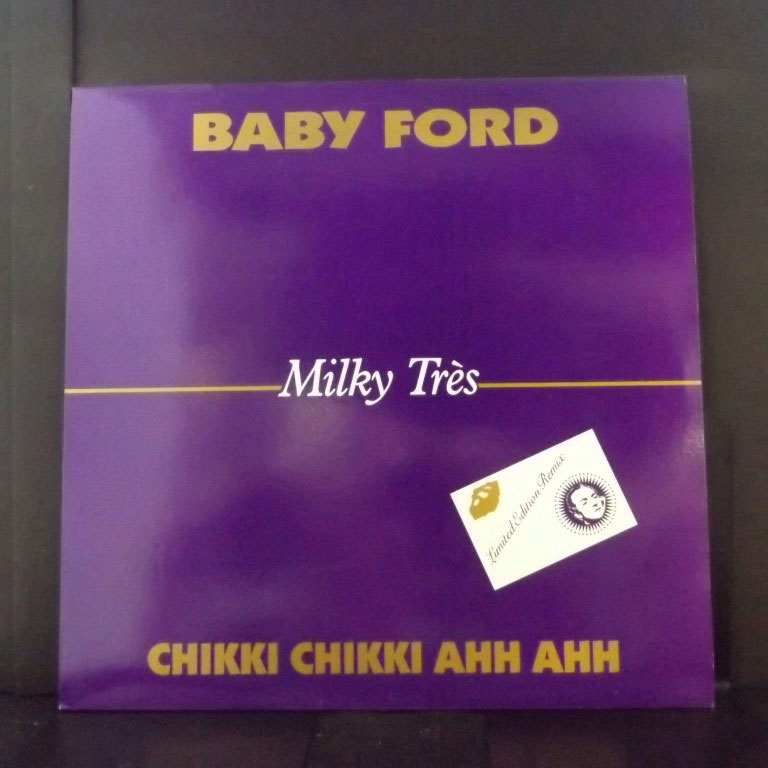 BABY FORD
Milky Très
Limited Edition Remix
CHIKKI CHIKKI AHH AHH